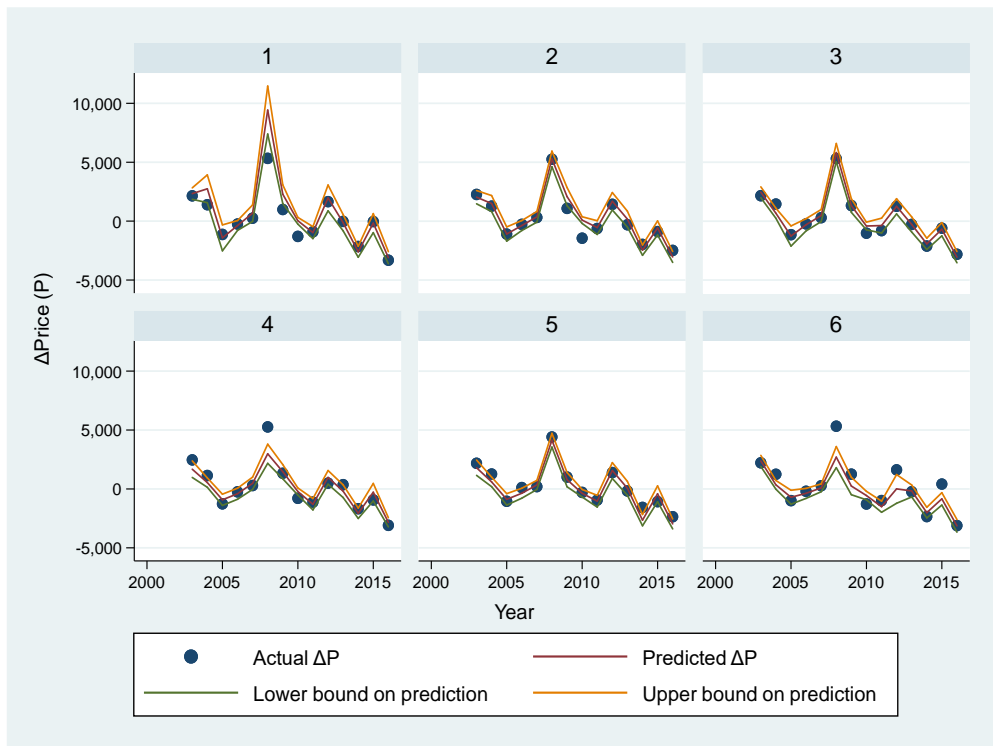 1 2 3
10,000
5,000
0
-5,000
4 5 6
10,000
5,000
0
-5,000
ΔPrice (P)
2000 2005 2010 2015 2000 2005 2010 2015 2000 2005 2010 2015
Year
Actual ΔP Predicted ΔP
Lower bound on prediction Upper bound on prediction